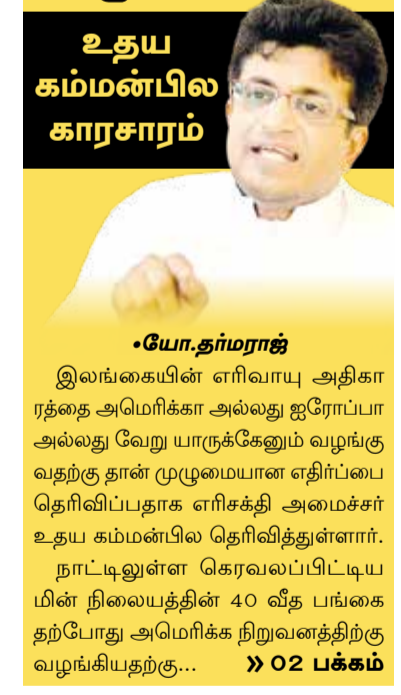 உதய
கம்மன்பில
காரசாரம்
•யோ.தர்மராஜ்
இலங்கையின் எரிவாயு அதிகா
ரத்தை அமெரிக்கா அல்லது ஐரோப்பா
அல்லது வேறு யாருக்கேனும் வழங்கு
வதற்கு தான் முழுமையான எதிர்ப்பை
தெரிவிப்பதாக எரிசக்தி அமைச்சர்
உதய கம்மன்பில தெரிவித்துள்ளார்.
நாட்டிலுள்ள கெரவலப்பிட்டிய
மின் நிலையத்தின் 40 வீத பங்கை
தற்போது அமெரிக்க நிறுவனத்திற்கு
வழங்கியதற்கு... » 02 பக்கம்